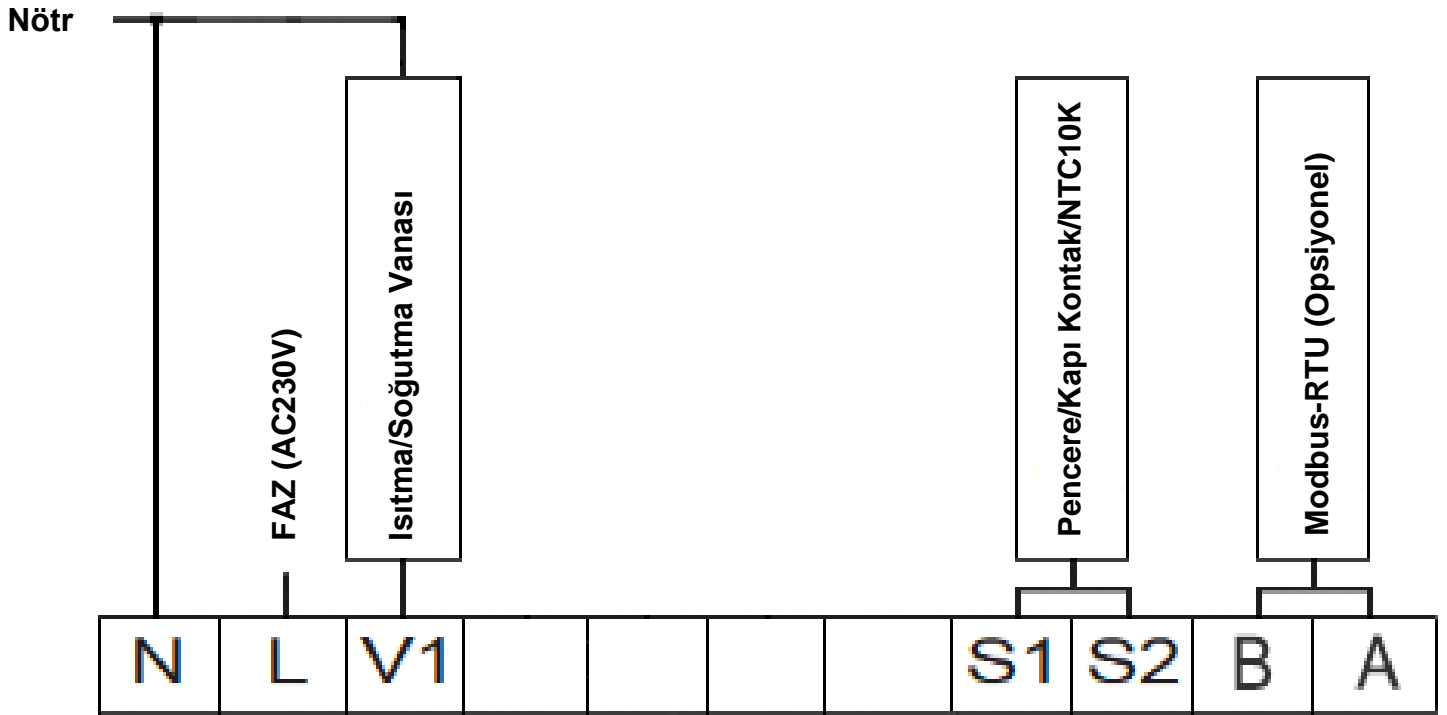 Nötr
FAZ (AC230V)
Isıtma/Soğutma Vanası
Pencere/Kapı Kontak/NTC10K
Modbus-RTU (Opsiyonel)
N L V1 S1 S2 B A